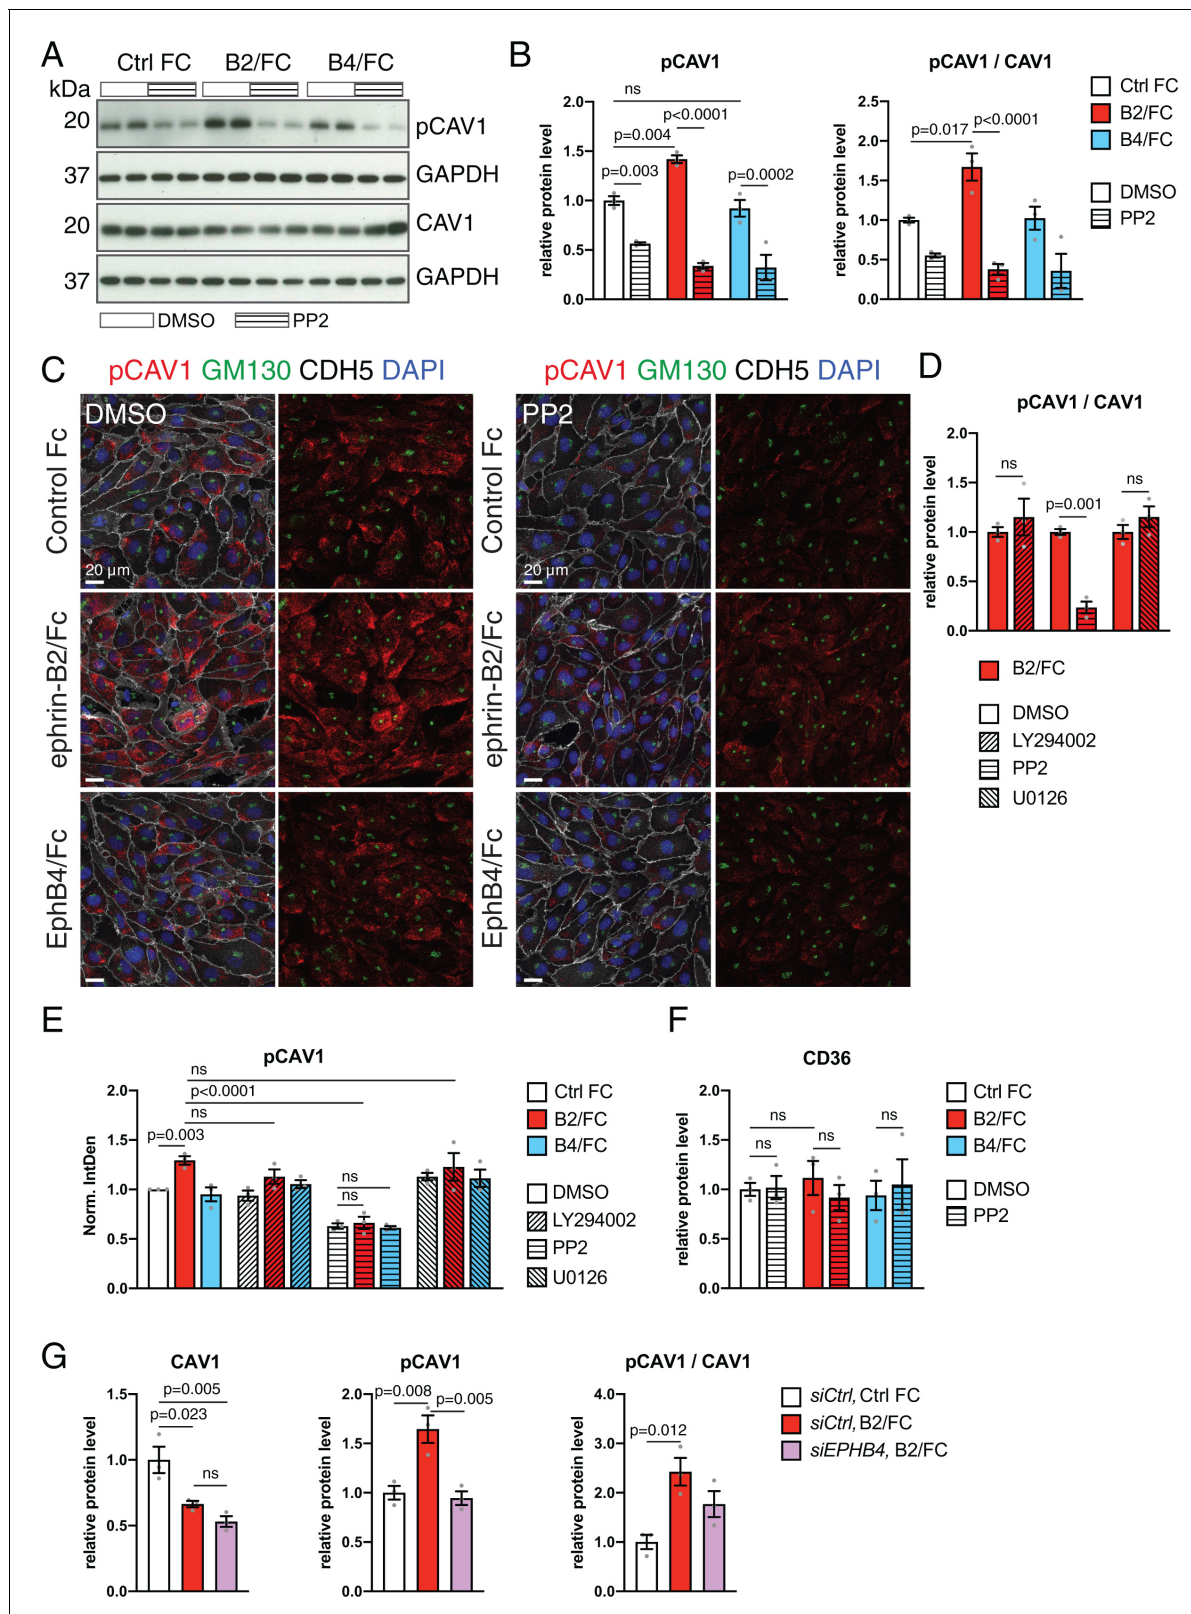 A
Ctrl FC B2/FC B4/FC
kDa
20 pCAV1
37 GAPDH
20 CAV1
37 GAPDH
DMSO PP2
B
pCAV1
relative protein level
2.0
1.5
1.0
0.5
0.0
ns
p<0.0001
p=0.004
p=0.003
p=0.0002
pCAV1 / CAV1
relative protein level
2.5
2.0
1.5
1.0
0.5
0.0
p=0.017
p<0.0001
Ctrl FC
B2/FC
B4/FC
DMSO
PP2
C
pCAV1 GM130 CDH5 DAPI
DMSO
Control Fc
20 µm
ephrin-B2/Fc
EphB4/Fc
pCAV1 GM130 CDH5 DAPI
PP2
Control Fc
20 µm
ephrin-B2/Fc
EphB4/Fc
D
pCAV1 / CAV1
relative protein level
2.0
1.5
1.0
0.5
0.0
ns
p=0.001
ns
B2/FC
DMSO
LY294002
PP2
U0126
E
pCAV1
Norm. IntDen
2.0
1.5
1.0
0.5
0.0
ns
p<0.0001
ns
p=0.003
ns
ns
Ctrl FC
B2/FC
B4/FC
DMSO
LY294002
PP2
U0126
F
CD36
relative protein level
2.0
1.5
1.0
0.5
0.0
ns
ns
ns
ns
Ctrl FC
B2/FC
B4/FC
DMSO
PP2
G
CAV1
relative protein level
1.5
1.0
0.5
0.0
p=0.005
p=0.023
ns
pCAV1
relative protein level
2.0
1.5
1.0
0.5
0.0
p=0.008
p=0.005
pCAV1 / CAV1
relative protein level
4.0
3.0
2.0
1.0
0.0
p=0.012
siCtrl, Ctrl FC
siCtrl, B2/FC
siEPHB4, B2/FC